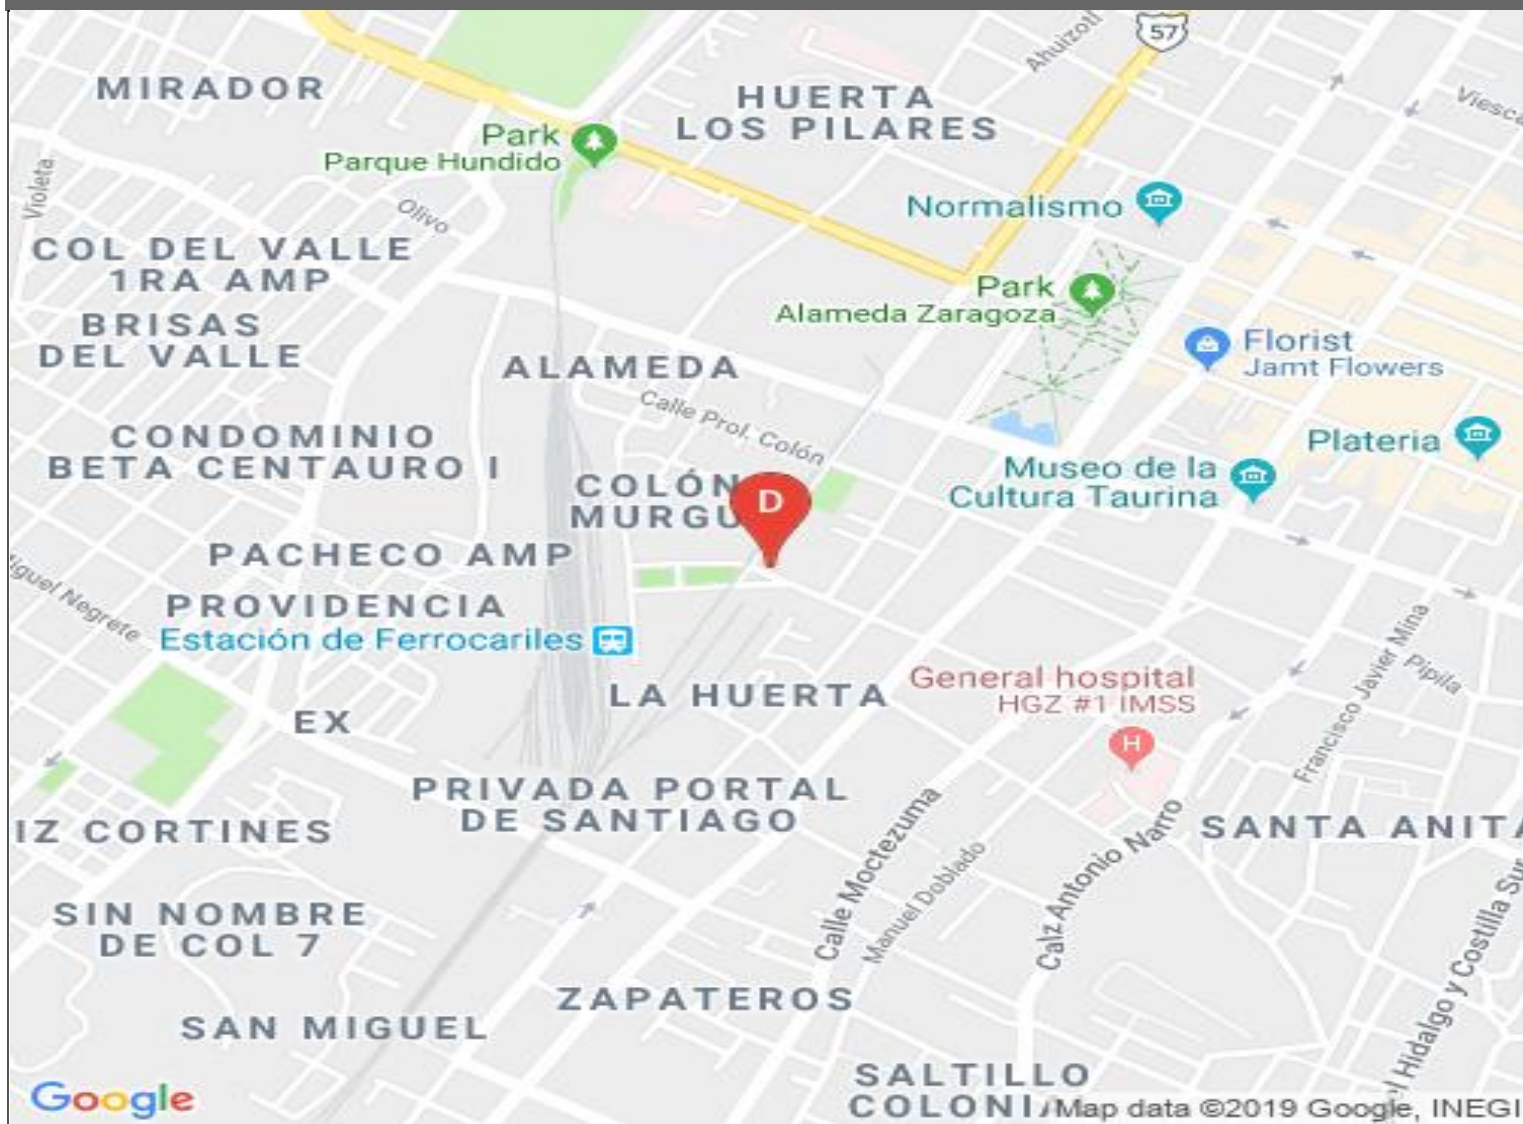 57
Ahuizotl
Viesca
MIRADOR
HUERTA
LOS PILARES
Park
Parque Hundido
Violeta
Olivo
Normalismo
COL DEL VALLE
1RA AMP
Park
Alameda Zaragoza
BRISAS
DEL VALLE
Florist
Jamt Flowers
ALAMEDA
Calle Prol. Colón
CONDOMINIO
BETA CENTAURO I
Plateria
Museo de la
Cultura Taurina
COLÓN
MURGU
D
PACHECO AMP
iguel Negrete
PROVIDENCIA
Estación de Ferrocariles
Francisco Javier Mina
Pipila
General hospital
HGZ #1 IMSS
H
LA HUERTA
EX
PRIVADA PORTAL
DE SANTIAGO
IZ CORTINES
Calle Moctezuma
Manuel Doblado
Calz Antonio Narro
SANTA ANITA
el Hidalgo y Costilla Sur
SIN NOMBRE
DE COL 7
ZAPATEROS
SAN MIGUEL
SALTILLO
COLONIA
Google
Map data ©2019 Google, INEGI